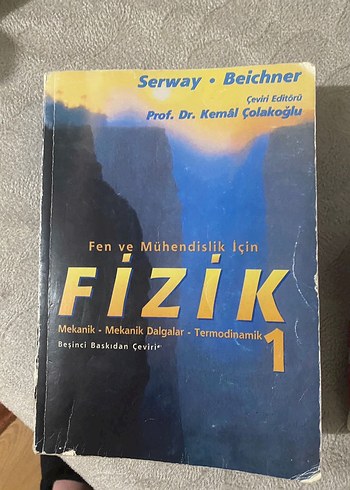 Serway • Beichner
Çeviri Editörü
Prof. Dr. Kemâl Çolakoğlu
Fen ve Mühendislik İçin
FİZİK
Mekanik - Mekanik Dalgalar - Termodinamik
1
Beşinci Baskıdan Çeviri